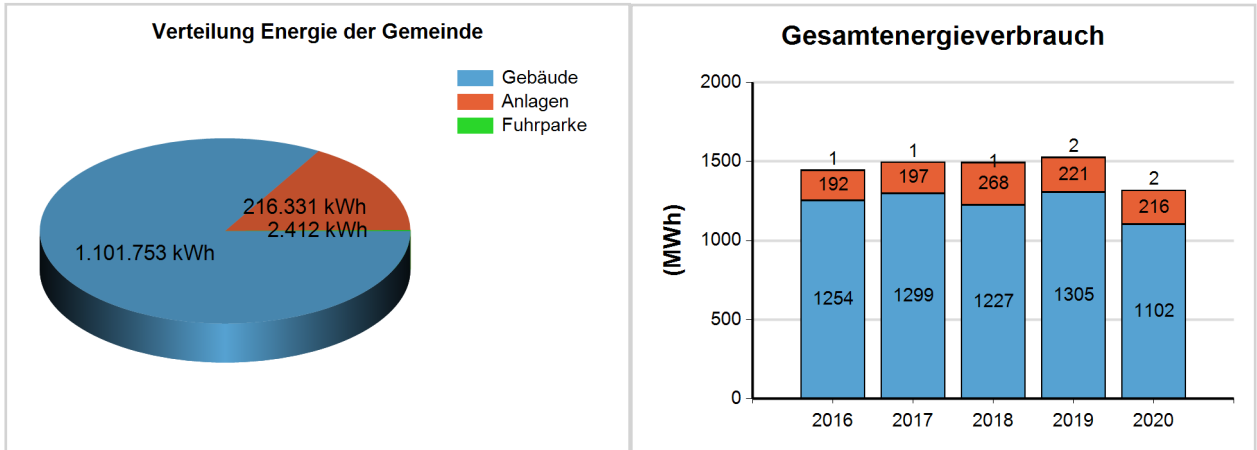 Verteilung Energie der Gemeinde
Gebäude
Anlagen
Fuhrparke
216.331 kWh
2.412 kWh
1.101.753 kWh
Gesamtenergieverbrauch
(MWh)
2000
1500
1000
500
0
1 1 1 2 2
192 197 268 221 216
1254 1299 1227 1305 1102
2016 2017 2018 2019 2020